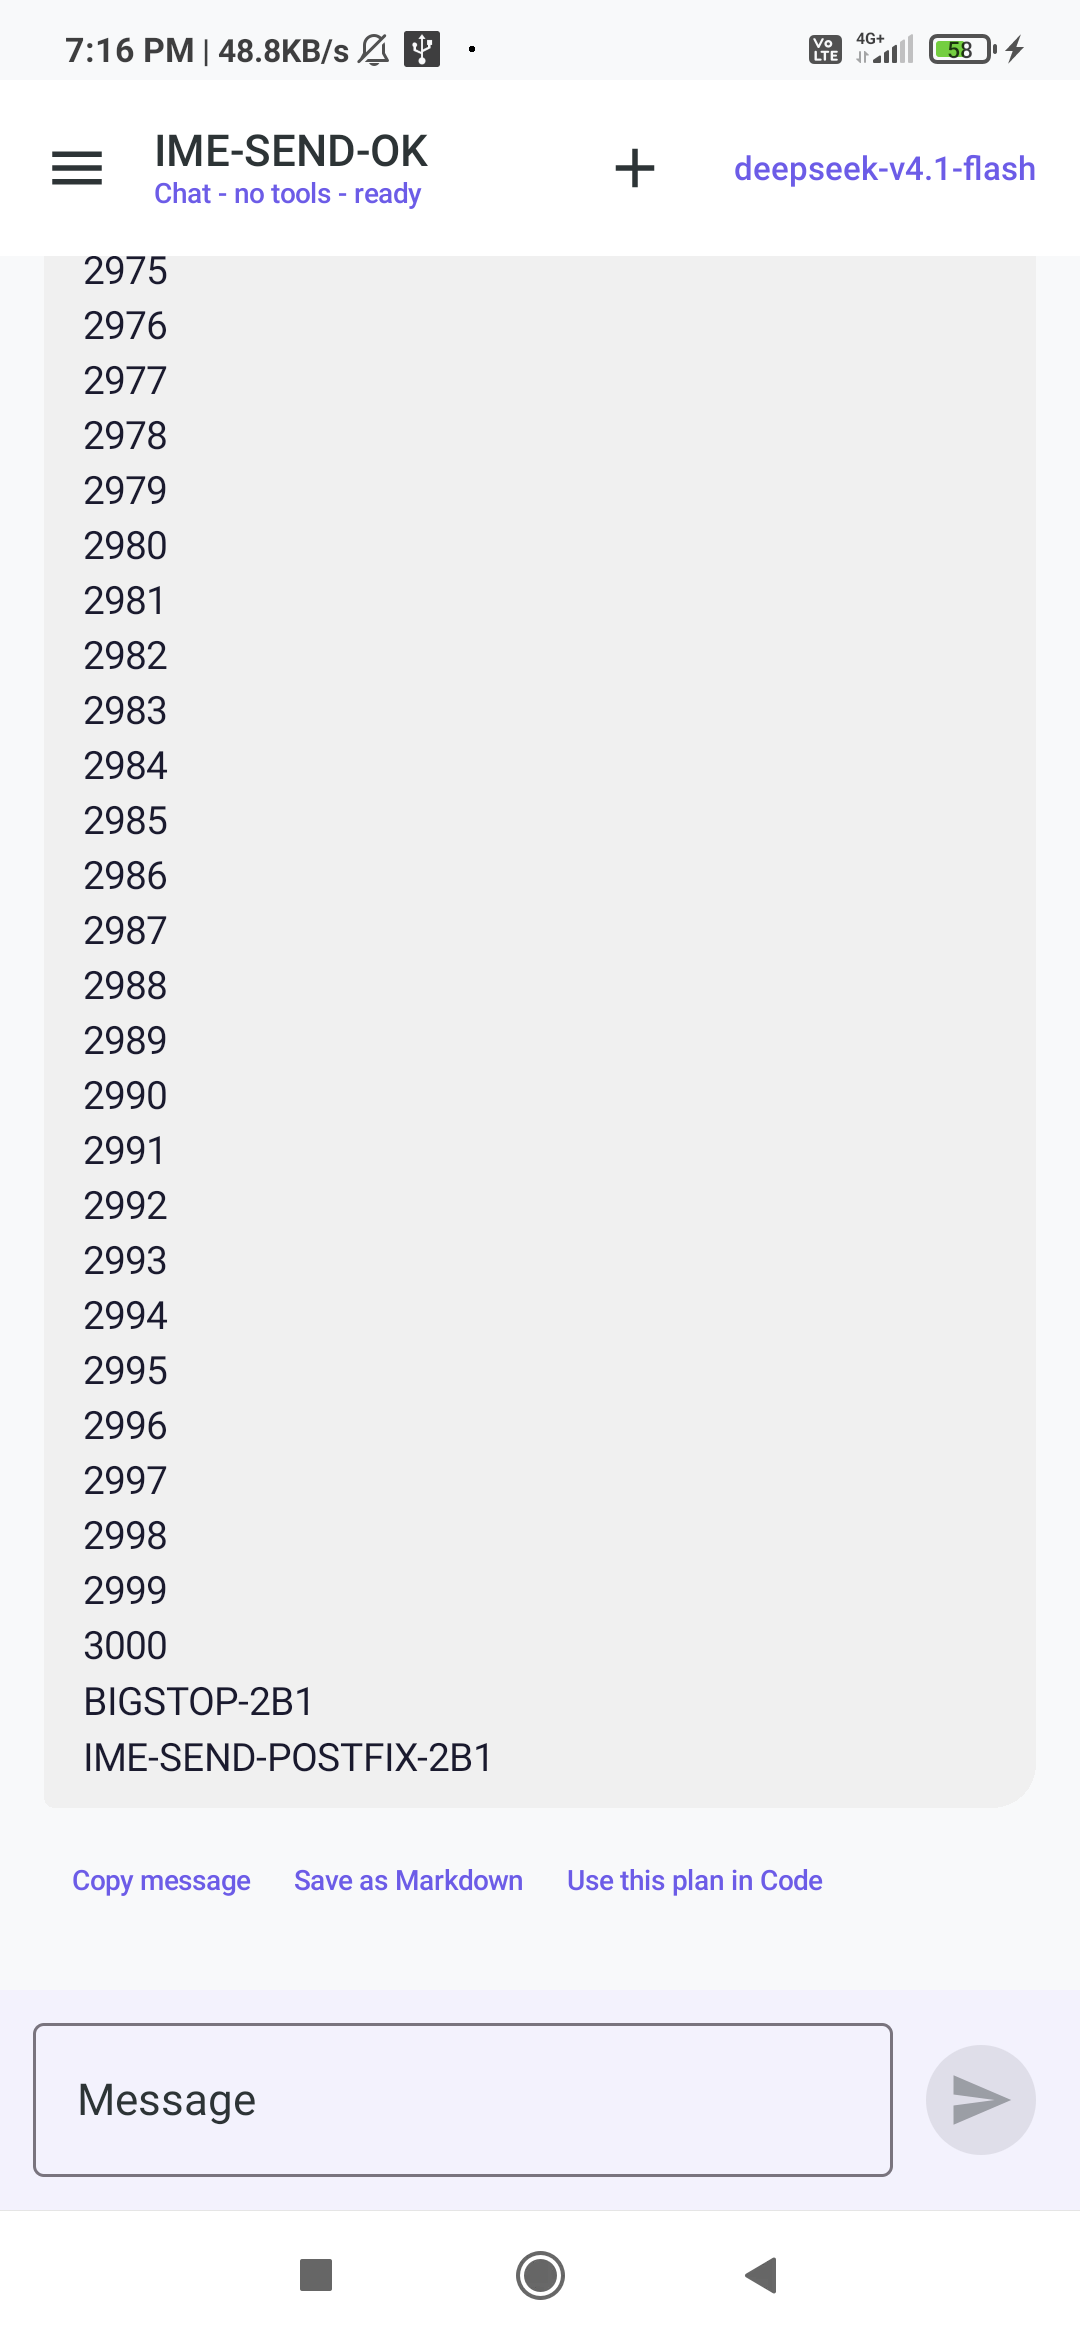 7:16 PM | 48.8KB/s
Vo LTE 4G+ 58
IME-SEND-OK
Chat - no tools - ready
deepseek-v4.1-flash
2975
2976
2977
2978
2979
2980
2981
2982
2983
2984
2985
2986
2987
2988
2989
2990
2991
2992
2993
2994
2995
2996
2997
2998
2999
3000
BIGSTOP-2B1
IME-SEND-POSTFIX-2B1
Copy message Save as Markdown Use this plan in Code
Message